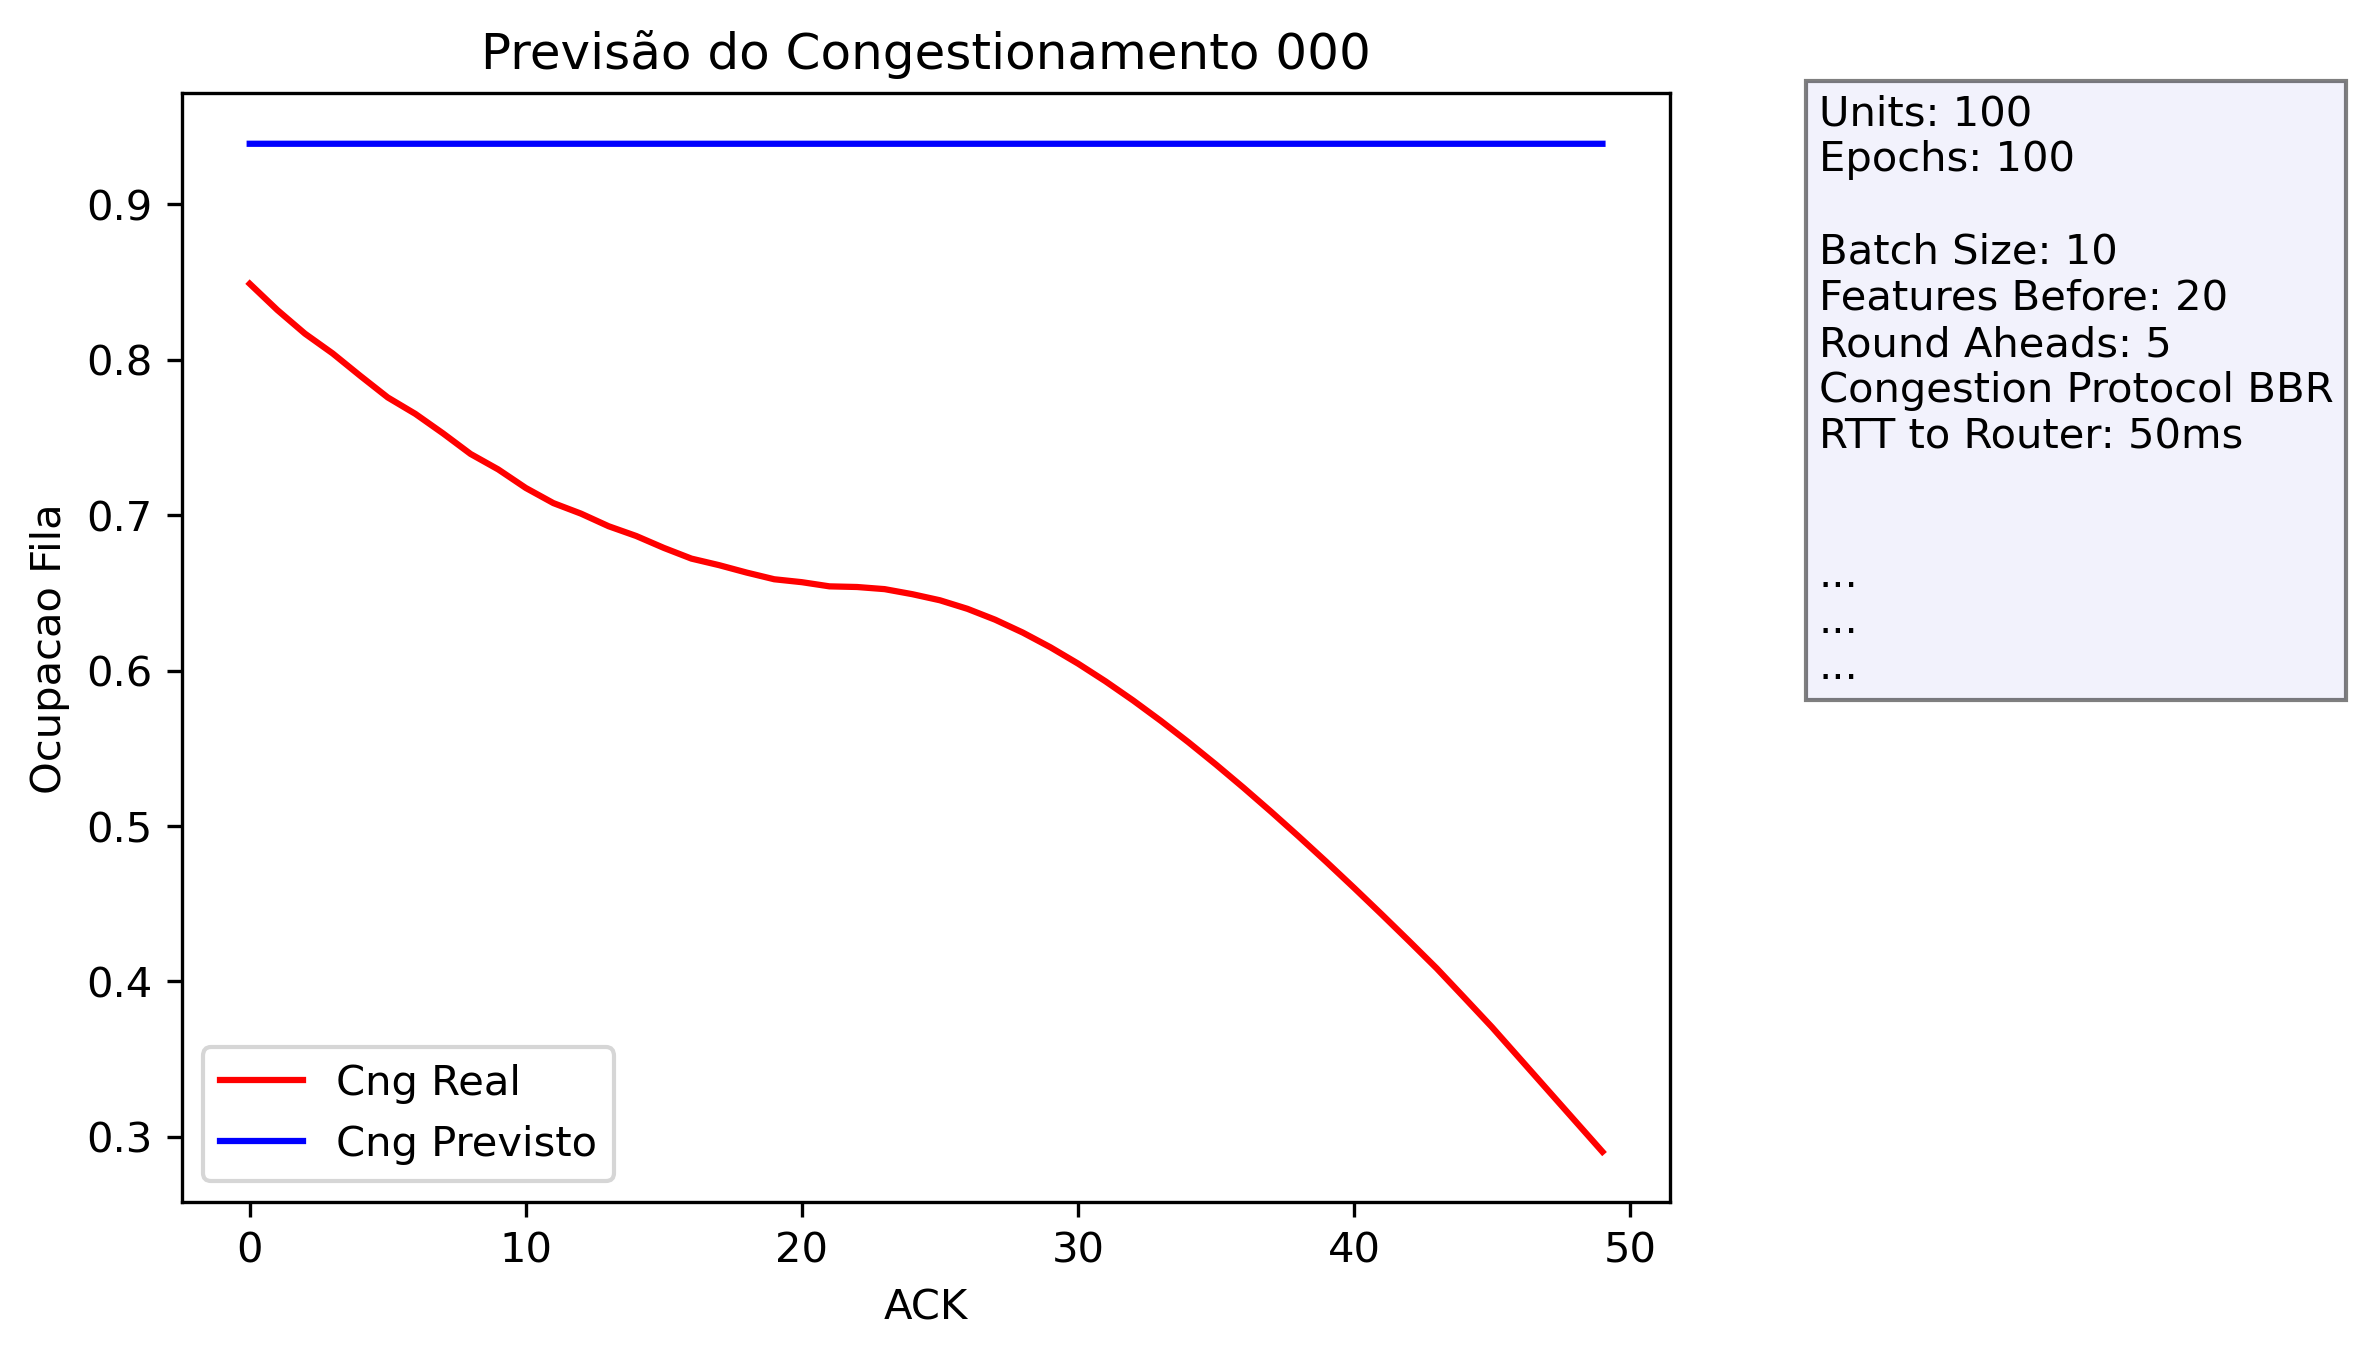 Previsão do Congestionamento 000
Units: 100
Epochs: 100
Batch Size: 10
Features Before: 20
Round Aheads: 5
Congestion Protocol BBR
RTT to Router: 50ms
...
...
...
Ocupacao Fila
0.9
0.8
0.7
0.6
0.5
0.4
0.3
Cng Real
Cng Previsto
0 10 20 30 40 50
ACK